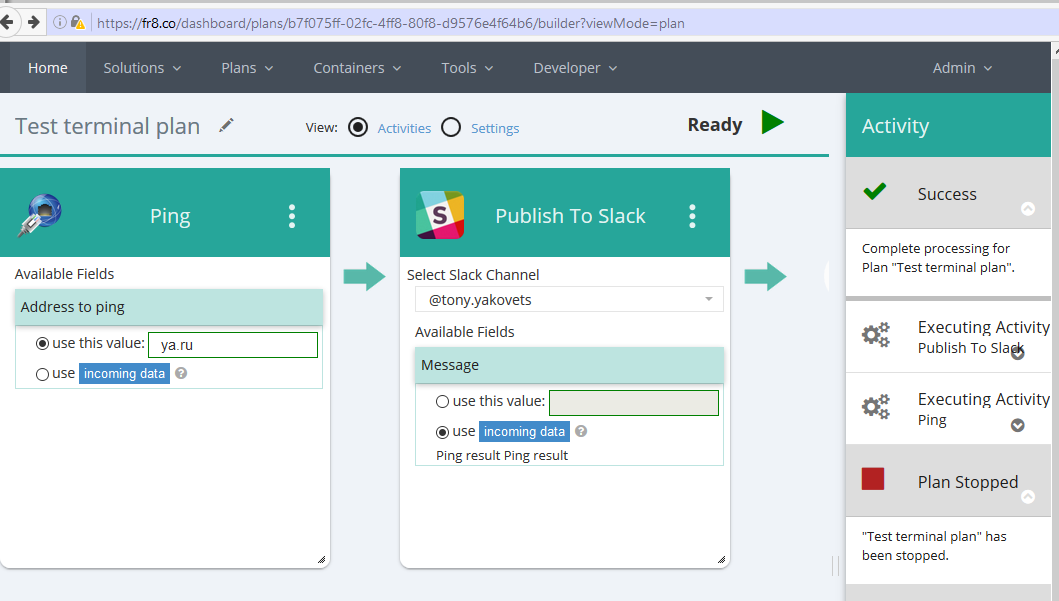 https://fr8.co/dashboard/plans/b7f075ff-02fc-4ff8-80f8-d9576e4f64b6/builder?viewMode=plan
Home Solutions Plans Containers Tools Developer Admin
Test terminal plan View: Activities Settings Ready
Activity
Ping
Available Fields
Address to ping
use this value: ya.ru
use incoming data ?
S Publish To Slack
Select Slack Channel
@tony.yakovets
Available Fields
Message
use this value:
use incoming data ?
Ping result Ping result
Success
Complete processing for
Plan "Test terminal plan".
Executing Activity
Publish To Slack
Executing Activity
Ping
Plan Stopped
"Test terminal plan" has
been stopped.